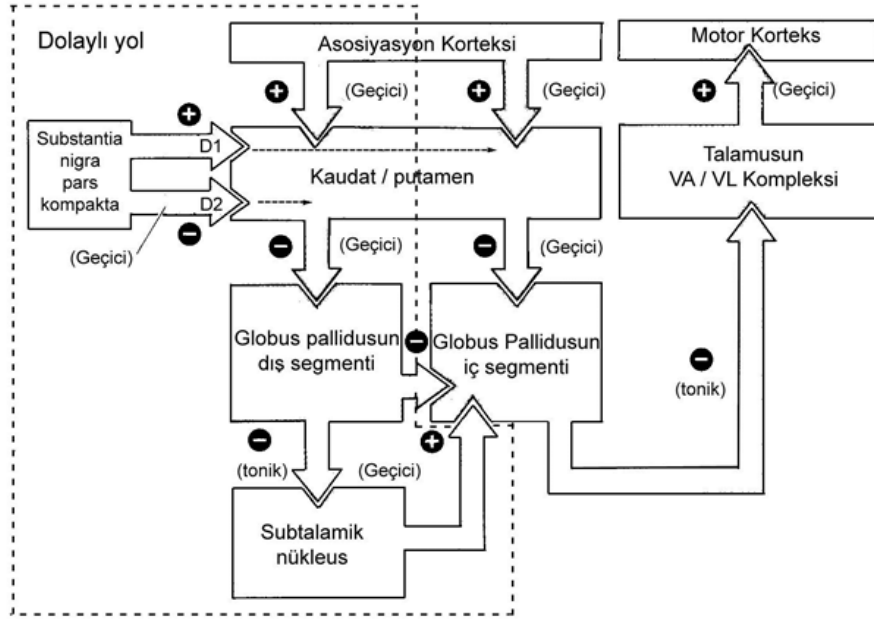 Dolaylı yol
Asosiyasyon Korteksi
Motor Korteks
+
(Geçici)
+
(Geçici)
+
(Geçici)
+
Substantia
nigra
pars
kompakta
D1
D2
−
(Geçici)
Kaudat / putamen
Talamusun
VA / VL Kompleksi
−
(Geçici)
−
(Geçici)
Globus pallidusun
dış segmenti
−
Globus Pallidusun
iç segmenti
−
(tonik)
−
(tonik)
+
(Geçici)
Subtalamik
nükleus